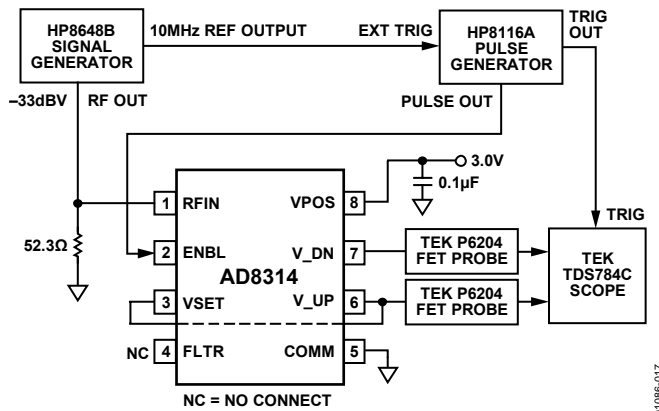 HP8648B
SIGNAL
GENERATOR
10MHz REF OUTPUT
EXT TRIG
HP8116A
PULSE
GENERATOR
TRIG
OUT
–33dBV
RF OUT
PULSE OUT
3.0V
0.1µF
52.3Ω
1 RFIN
VPOS 8
2 ENBL
V_DN 7
AD8314
3 VSET
V_UP 6
NC 4 FLTR
COMM 5
TEK P6204
FET PROBE
TEK P6204
FET PROBE
TRIG
TEK
TDS784C
SCOPE
NC = NO CONNECT
01086-017